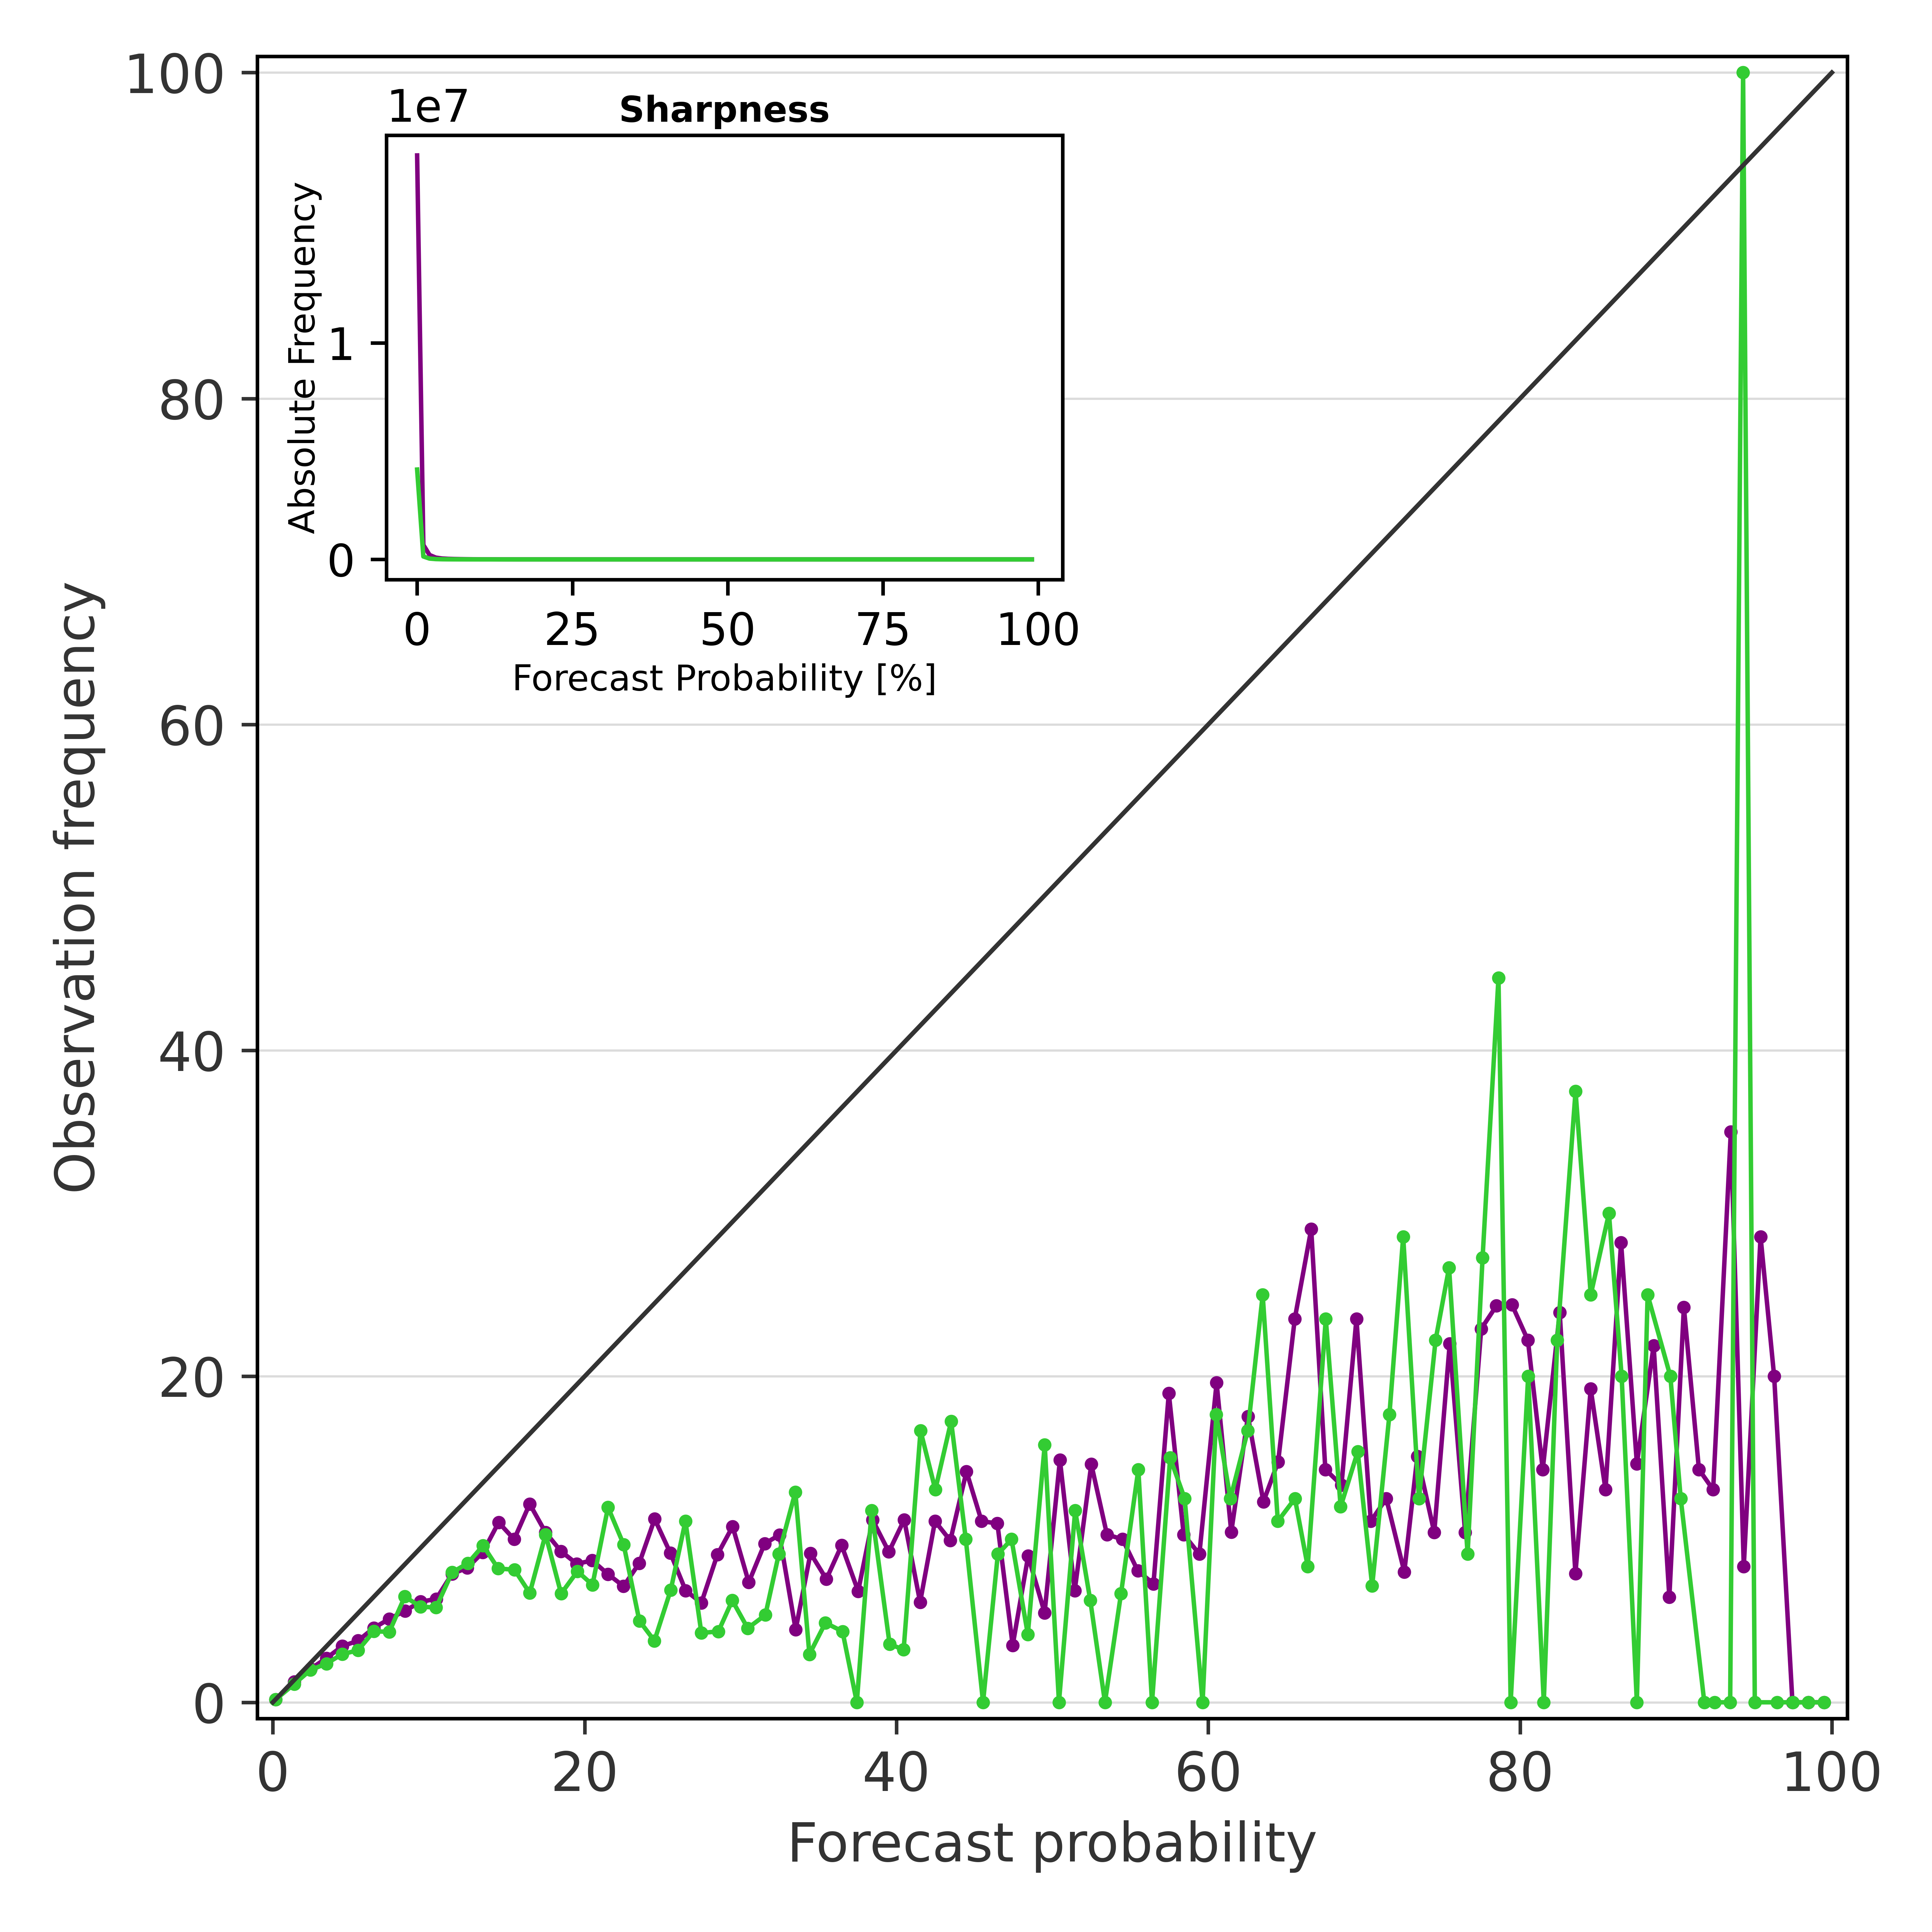 100
80
60
40
20
0
Observation frequency
1e7
Sharpness
Absolute Frequency
1
0
0 25 50 75 100
Forecast Probability [%]
0 20 40 60 80 100
Forecast probability